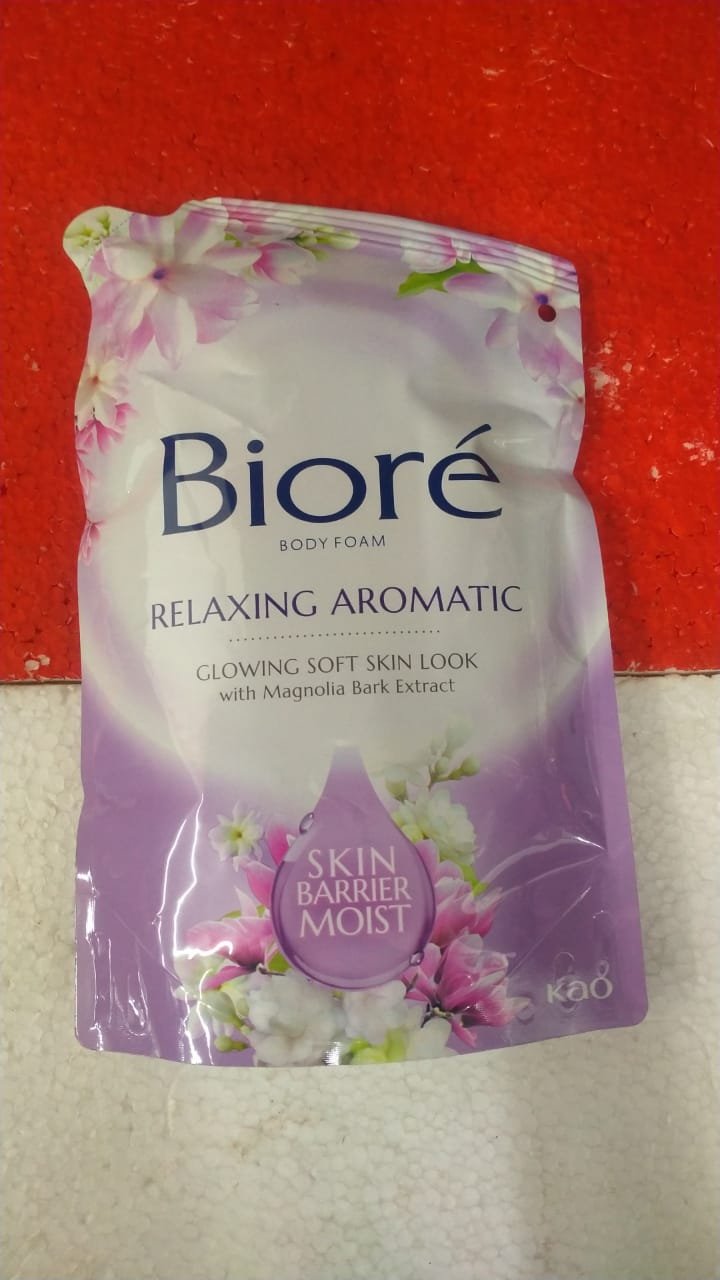 Bioré
BODY FOAM
RELAXING AROMATIC
GLOWING SOFT SKIN LOOK
with Magnolia Bark Extract
SKIN
BARRIER
MOIST
Kao